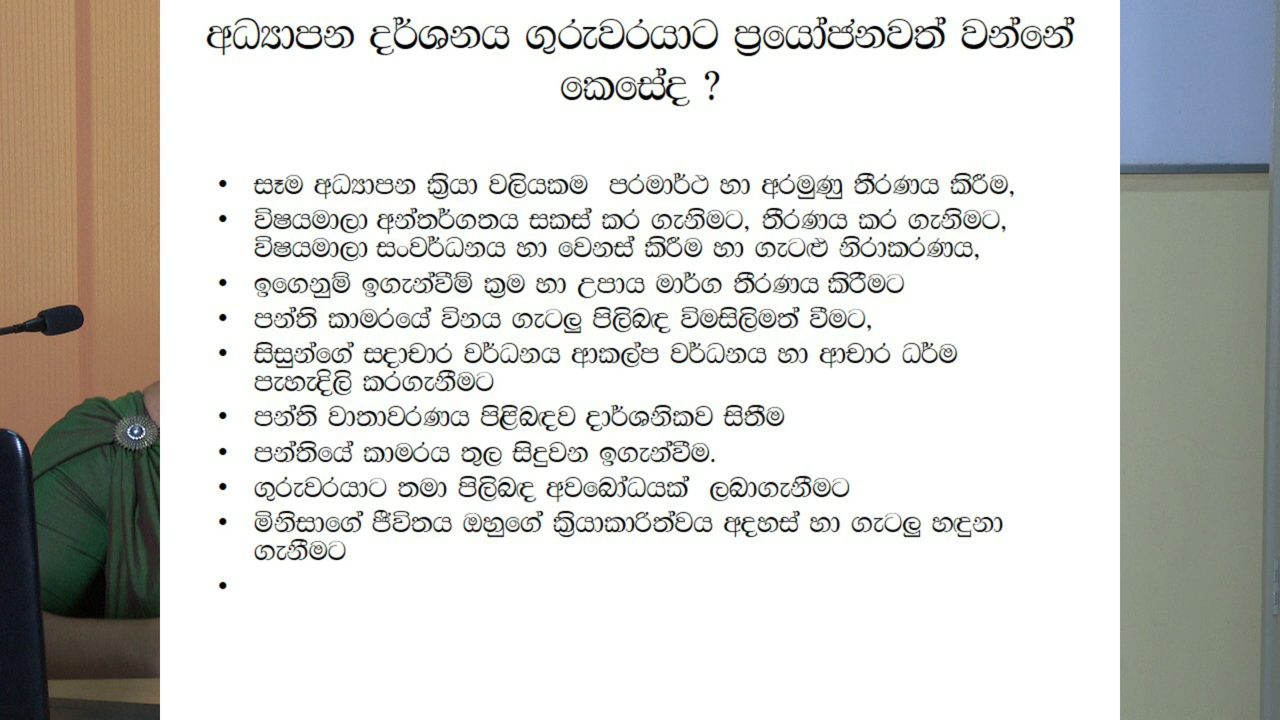 අධ්‍යාපන දර්ශනය ගුරුවරයාට ප්‍රයෝජනවත් වන්නේ
කෙසේද ?
• සෑම අධ්‍යාපන ක්‍රියා වලියකම පරමාර්ථ හා අරමුණු තීරණය කිරීම,
• විෂයමාලා අන්තර්ගතය සකස් කර ගැනිමට, තීරණය කර ගැනිමට,
විෂයමාලා සංවර්ධනය හා වෙනස් කිරීම හා ගැටළු නිරාකරණය,
• ඉගෙනුම් ඉගැන්වීම් ක්‍රම හා උපාය මාර්ග තීරණය කිරීමට
• පන්ති කාමරයේ විනය ගැටලු පිලිබඳ විමසිලිමත් වීමට,
• සිසුන්ගේ සදාචාර වර්ධනය ආකල්ප වර්ධනය හා ආචාර ධර්ම
පැහැදිලි කරගැනීමට
• පන්ති වාතාවරණය පිළිබඳව දාර්ශනිකව සිතීම
• පන්තියේ කාමරය තුල සිදුවන ඉගැන්වීම.
• ගුරුවරයාට තමා පිලිබඳ අවබෝධයක් ලබාගැනීමට
• මිනිසාගේ ජීවිතය ඔහුගේ ක්‍රියාකාරිත්වය අදහස් හා ගැටලු හඳුනා
ගැනීමට
•